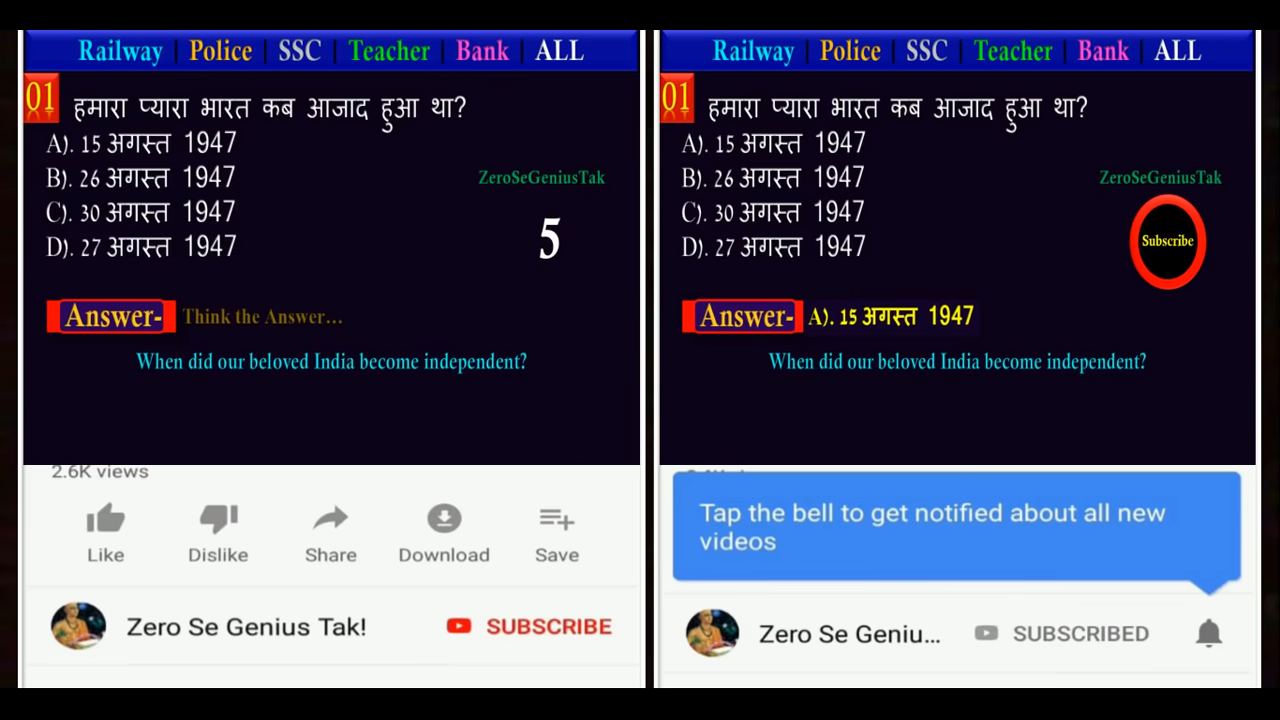 Railway | Police | SSC | Teacher | Bank | ALL
01 हमारा प्यारा भारत कब आजाद हुआ था?
A). 15 अगस्त 1947
B). 26 अगस्त 1947
ZeroSeGeniusTak
C). 30 अगस्त 1947
5
D). 27 अगस्त 1947
Answer- Think the Answer...
When did our beloved India become independent?
2.6K views
Like Dislike Share Download Save
Zero Se Genius Tak! SUBSCRIBE
Railway | Police | SSC | Teacher | Bank | ALL
01 हमारा प्यारा भारत कब आजाद हुआ था?
A). 15 अगस्त 1947
B). 26 अगस्त 1947
ZeroSeGeniusTak
C). 30 अगस्त 1947
Subscribe
D). 27 अगस्त 1947
Answer- A). 15 अगस्त 1947
When did our beloved India become independent?
Tap the bell to get notified about all new
videos
Zero Se Geniu... SUBSCRIBED